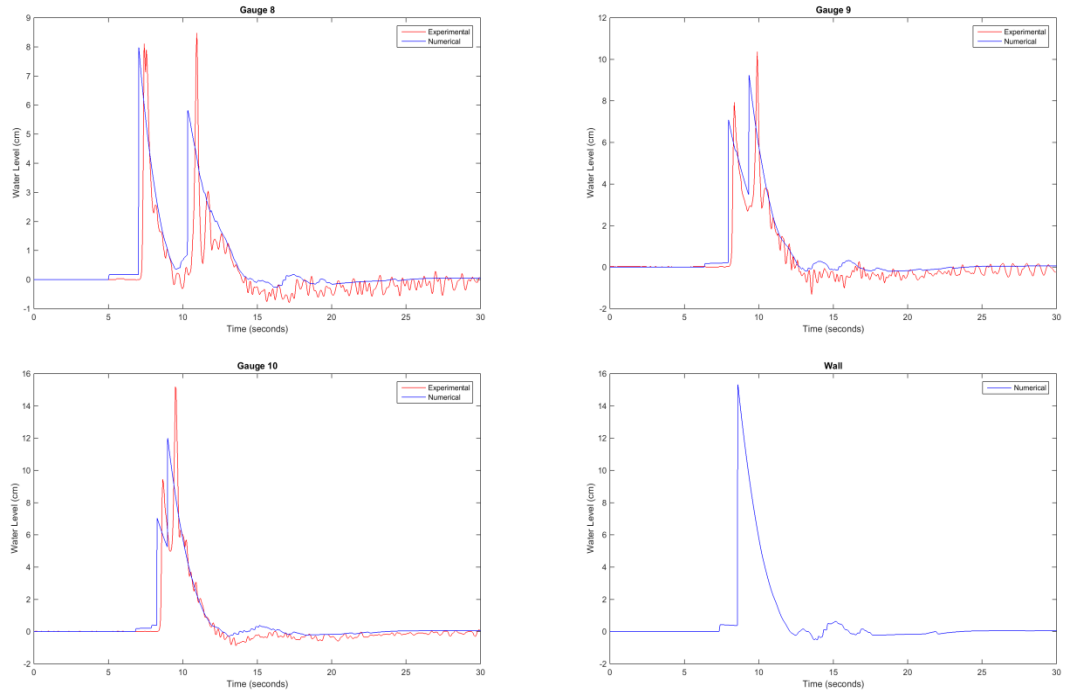 Gauge 8
9
8
7
6
5
4
3
2
1
0
-1
0 5 10 15 20 25 30
Water Level (cm)
Time (seconds)
Experimental
Numerical
Gauge 9
12
10
8
6
4
2
0
-2
0 5 10 15 20 25 30
Water Level (cm)
Time (seconds)
Experimental
Numerical
Gauge 10
16
14
12
10
8
6
4
2
0
-2
0 5 10 15 20 25 30
Water Level (cm)
Time (seconds)
Experimental
Numerical
Wall
16
14
12
10
8
6
4
2
0
-2
0 5 10 15 20 25 30
Water Level (cm)
Time (seconds)
Numerical